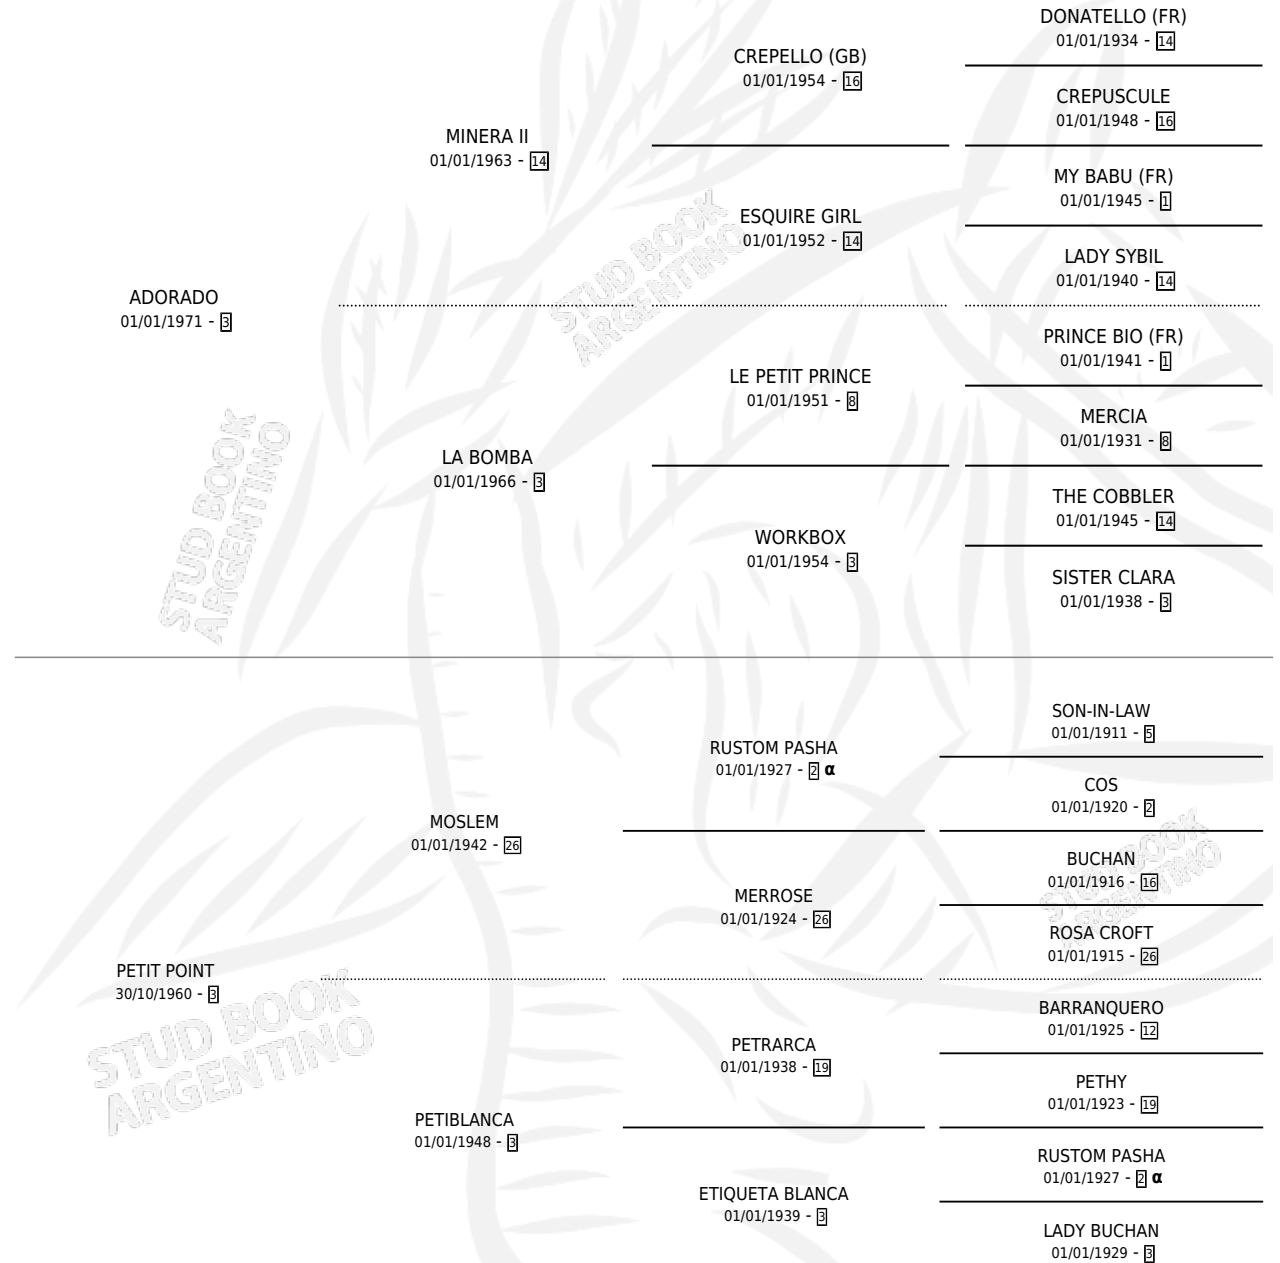 DONATELLO (FR)
01/01/1934 - 14
CREPELLO (GB)
01/01/1954 - 16
CREPUSCULE
01/01/1948 - 16
MINERA II
01/01/1963 - 14
MY BABU (FR)
01/01/1945 - 1
ESQUIRE GIRL
01/01/1952 - 14
LADY SYBIL
01/01/1940 - 14
ADORADO
01/01/1971 - 3
PRINCE BIO (FR)
01/01/1941 - 1
LE PETIT PRINCE
01/01/1951 - 8
MERCIA
01/01/1931 - 8
LA BOMBA
01/01/1966 - 3
THE COBBLER
01/01/1945 - 14
WORKBOX
01/01/1954 - 3
SISTER CLARA
01/01/1938 - 3
SON-IN-LAW
01/01/1911 - 5
RUSTOM PASHA
01/01/1927 - 2 α
COS
01/01/1920 - 2
MOSLEM
01/01/1942 - 26
BUCHAN
01/01/1916 - 16
MERROSE
01/01/1924 - 26
ROSA CROFT
01/01/1915 - 26
PETIT POINT
30/10/1960 - 3
BARRANQUERO
01/01/1925 - 12
PETRARCA
01/01/1938 - 19
PETHY
01/01/1923 - 19
PETIBLANCA
01/01/1948 - 3
RUSTOM PASHA
01/01/1927 - 2 α
ETIQUETA BLANCA
01/01/1939 - 3
LADY BUCHAN
01/01/1929 - 3
STUD BOOK
ARGENTINO
STUD BOOK
ARGENTINO
STUD BOOK
ARGENTINO
STUD BOOK
ARGENTINO